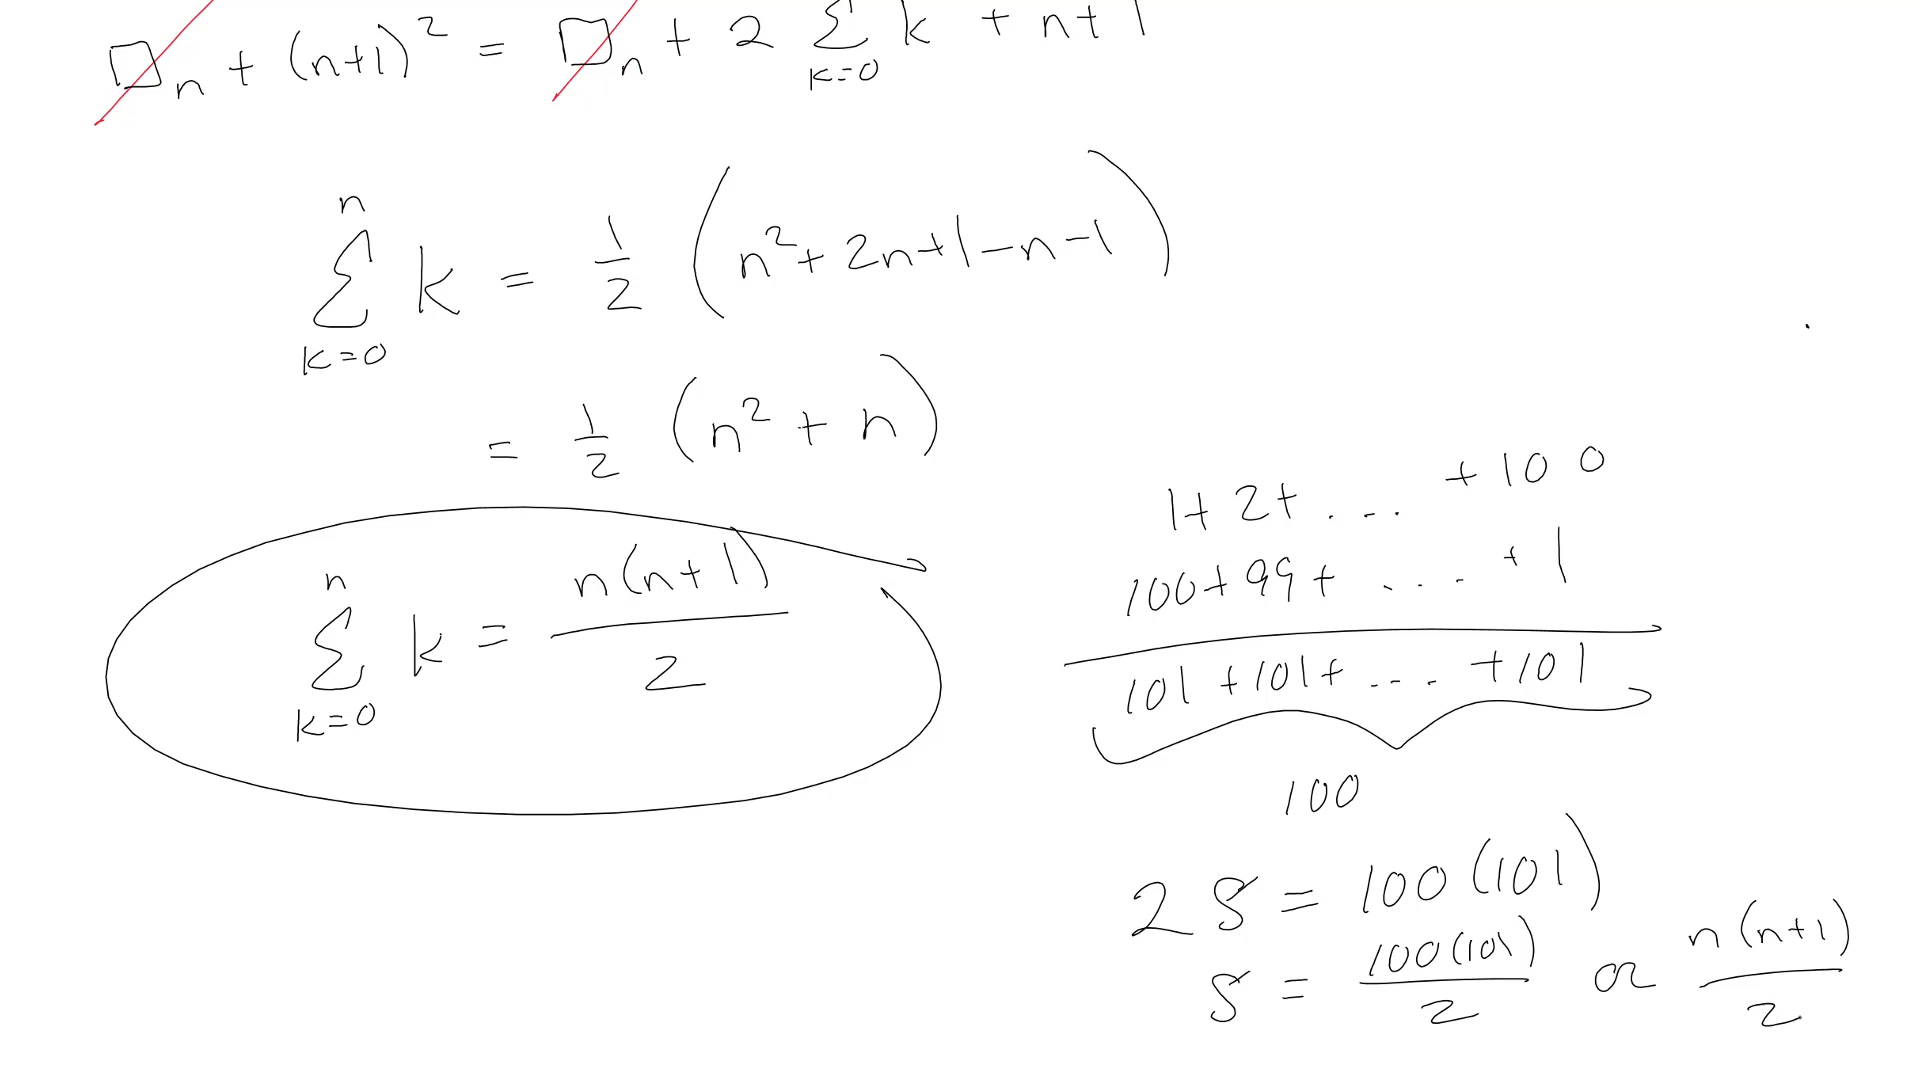 □ₙ + (n+1)² = □ₙ + 2 Σ k + n+1
k=0
n
Σ k = 1/2 (n² + 2n+1-n-1)
k=0
= 1/2 (n² + n)
n
Σ k = n(n+1)/2
k=0
1+2+.... +100
100+99+ .... +1
101+101+.... +101
100
2S = 100(101)
S = 100(101)/2 or n(n+1)/2